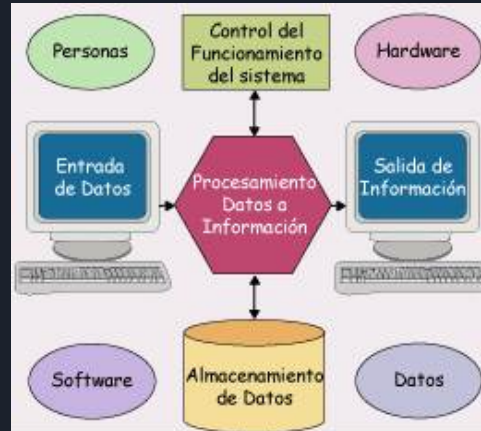 Personas
Control del
Funcionamiento
del sistema
Hardware
Entrada
de Datos
Procesamiento
Datos a
Información
Salida de
Información
Software
Almacenamiento
de Datos
Datos